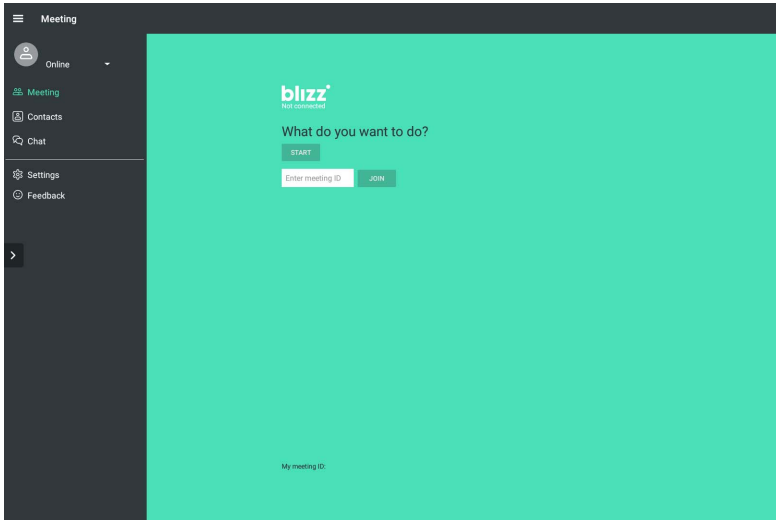 Meeting
Online
Meeting
Contacts
Chat
Settings
Feedback
blizz
Not connected
What do you want to do?
START
Enter meeting ID
JOIN
My meeting ID: